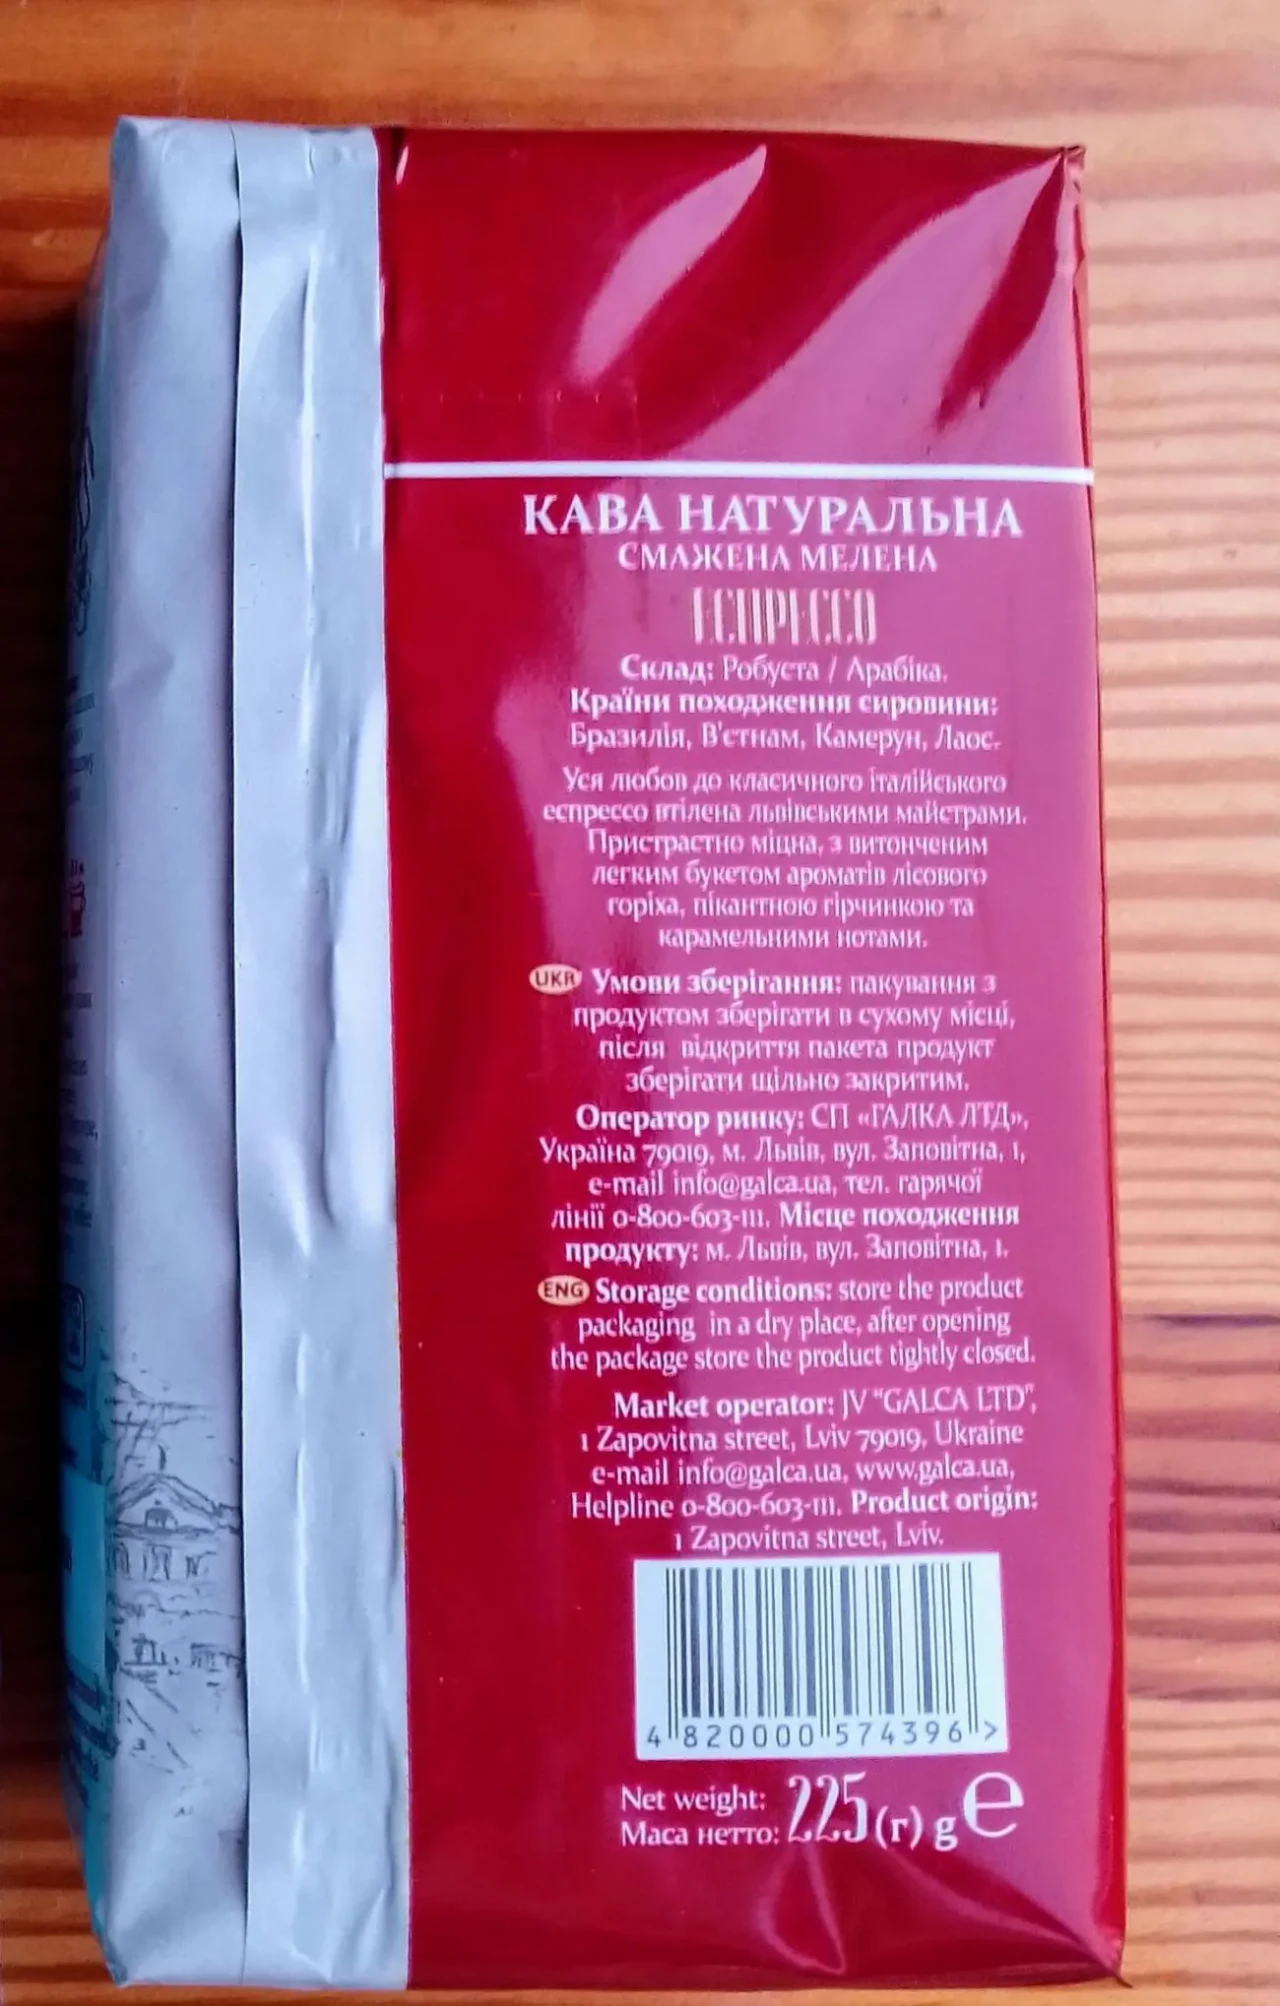 КАВА НАТУРАЛЬНА
СМАЖЕНА МЕЛЕНА
ЕСПРЕССО
Склад: Робуста / Арабіка.
Країни походження сировини:
Бразилія, В'єтнам, Камерун, Лаос.
Уся любов до класичного італійського
еспрессо втілена львівськими майстрами.
Пристрастно міцна, з витонченим
легким букетом ароматів лісового
горіха, пікантною гірчинкою та
карамельними нотами.
UKR Умови зберігання: пакування з
продуктом зберігати в сухому місці,
після відкриття пакета продукт
зберігати щільно закритим.
Оператор ринку: СП «ГАЛКА ЛТД»,
Україна 79019, м. Львів, вул. Заповітна, 1,
e-mail info@galca.ua, тел. гарячої
лінії 0-800-603-111. Місце походження
продукту: м. Львів, вул. Заповітна, 1.
ENG Storage conditions: store the product
packaging in a dry place, after opening
the package store the product tightly closed.
Market operator: JV "GALCA LTD",
1 Zapovitna street, Lviv 79019, Ukraine
e-mail info@galca.ua, www.galca.ua,
Helpline 0-800-603-111. Product origin:
1 Zapovitna street, Lviv.
4 820000 574396 >
Net weight: 225 (г) g e
Маса нетто: